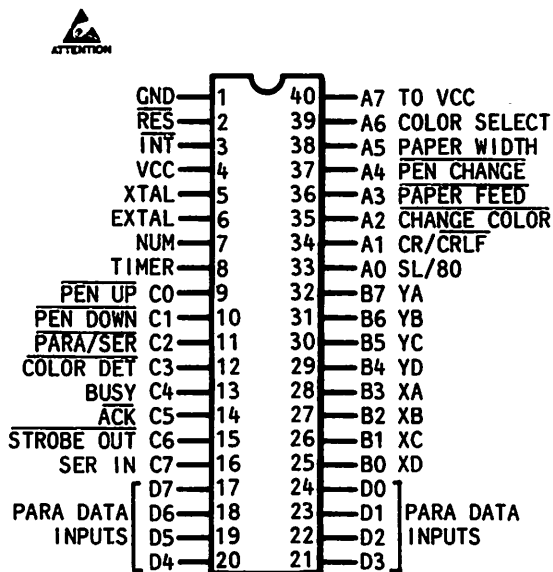 ATTENTION
GND 1 40 A7 TO VCC
RES 2 39 A6 COLOR SELECT
INT 3 38 A5 PAPER WIDTH
VCC 4 37 A4 PEN CHANGE
XTAL 5 36 A3 PAPER FEED
EXTAL 6 35 A2 CHANGE COLOR
NUM 7 34 A1 CR/CRLF
TIMER 8 33 A0 SL/80
PEN UP C0 9 32 B7 YA
PEN DOWN C1 10 31 B6 YB
PARA/SER C2 11 30 B5 YC
COLOR DET C3 12 29 B4 YD
BUSY C4 13 28 B3 XA
ACK C5 14 27 B2 XB
STROBE OUT C6 15 26 B1 XC
SER IN C7 16 25 B0 XD
D7 17 24 D0
PARA DATA D6 18 23 D1 PARA DATA
INPUTS D5 19 22 D2 INPUTS
D4 20 21 D3